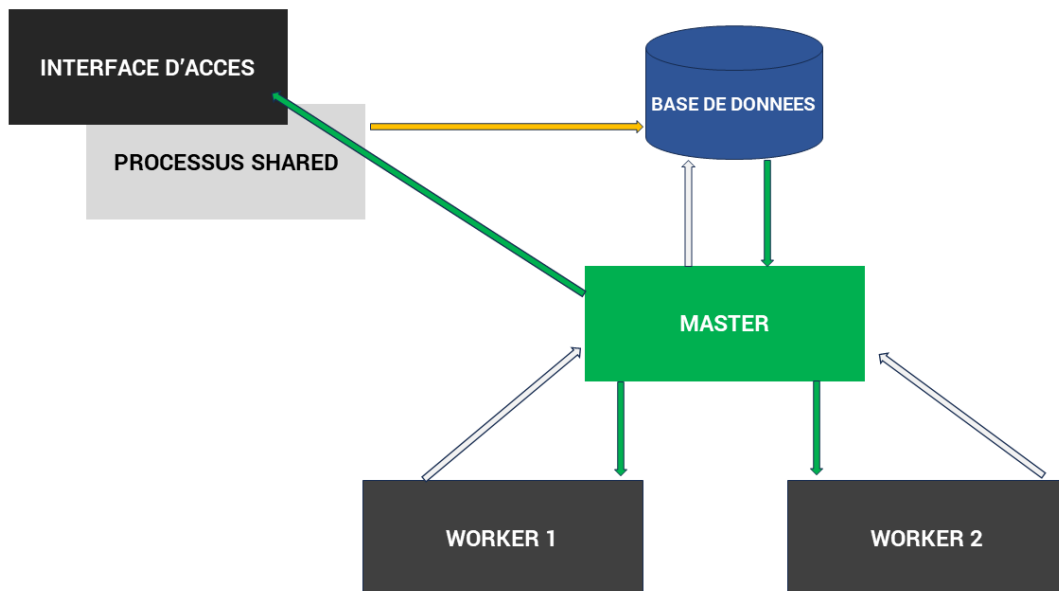 INTERFACE D'ACCES
BASE DE DONNEES
PROCESSUS SHARED
MASTER
WORKER 1
WORKER 2